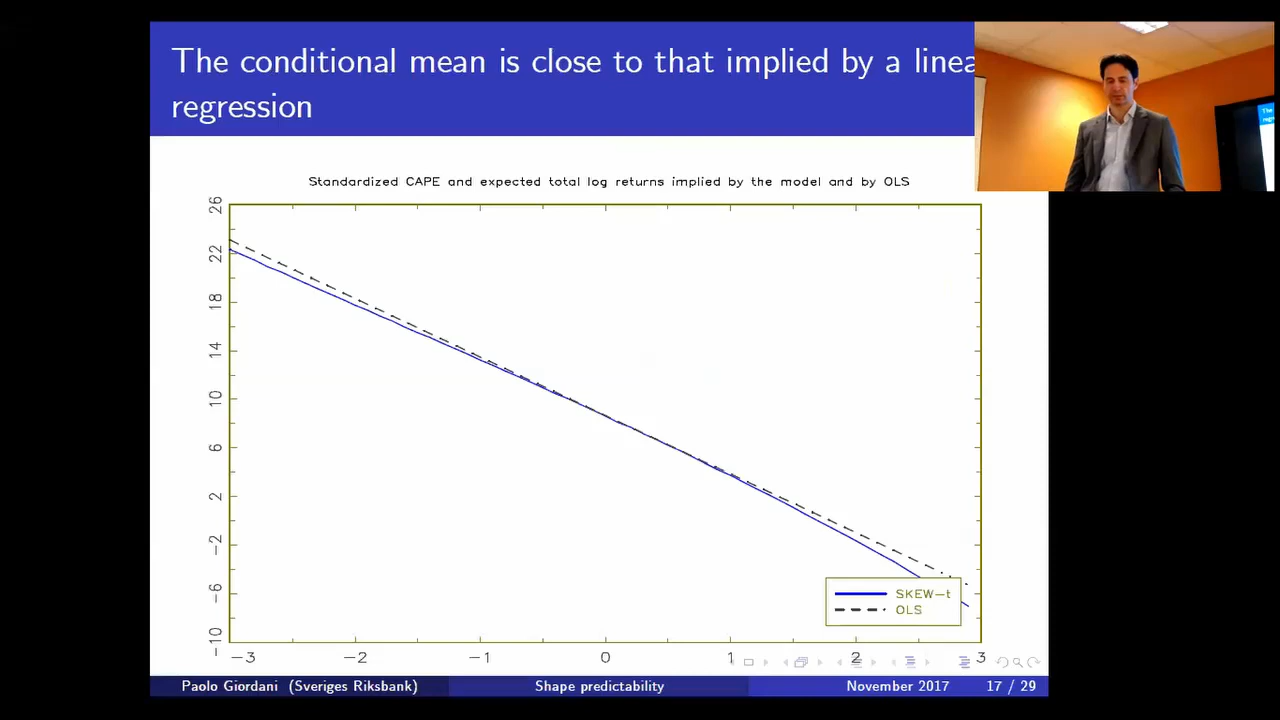 The conditional mean is close to that implied by a linea
regression
Standardized CAPE and expected total log returns implied by the model and by OLS
26
22
18
14
10
6
2
-2
-6
-10
-3 -2 -1 0 1 2 3
SKEW-t
OLS
Paolo Giordani (Sveriges Riksbank) Shape predictability November 2017 17 / 29